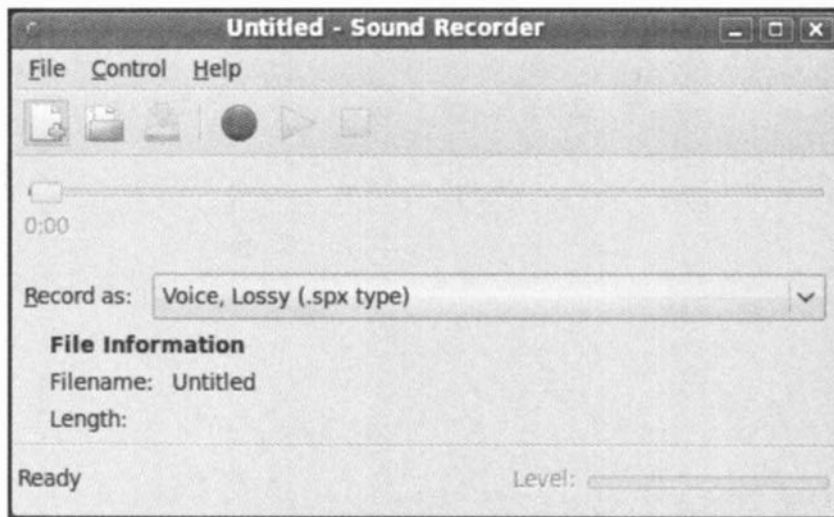 Untitled - Sound Recorder
File Control Help
0:00
Record as: Voice, Lossy (.spx type)
File Information
Filename: Untitled
Length:
Ready Level: